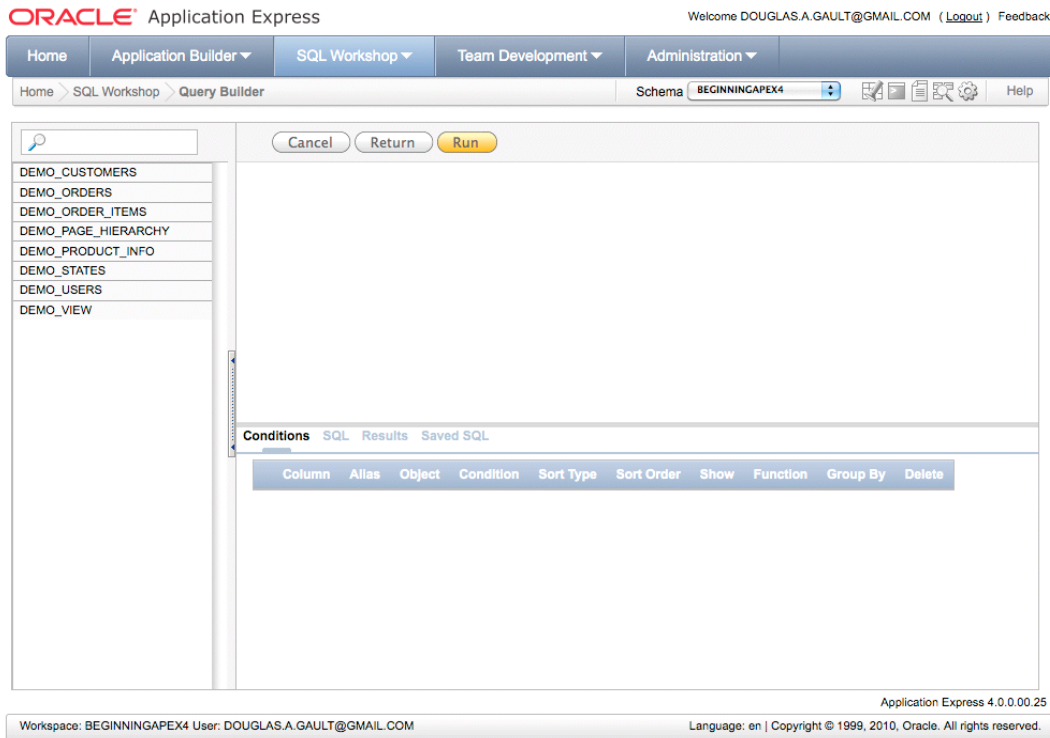 ORACLE® Application Express
Welcome DOUGLAS.A.GAULT@GMAIL.COM ( Logout ) Feedback
Home Application Builder SQL Workshop Team Development Administration
Home SQL Workshop Query Builder
Schema BEGINNINGAPEX4 Help
Cancel Return Run
DEMO_CUSTOMERS
DEMO_ORDERS
DEMO_ORDER_ITEMS
DEMO_PAGE_HIERARCHY
DEMO_PRODUCT_INFO
DEMO_STATES
DEMO_USERS
DEMO_VIEW
Conditions SQL Results Saved SQL
Column Alias Object Condition Sort Type Sort Order Show Function Group By Delete
Application Express 4.0.0.00.25
Workspace: BEGINNINGAPEX4 User: DOUGLAS.A.GAULT@GMAIL.COM
Language: en | Copyright © 1999, 2010, Oracle. All rights reserved.